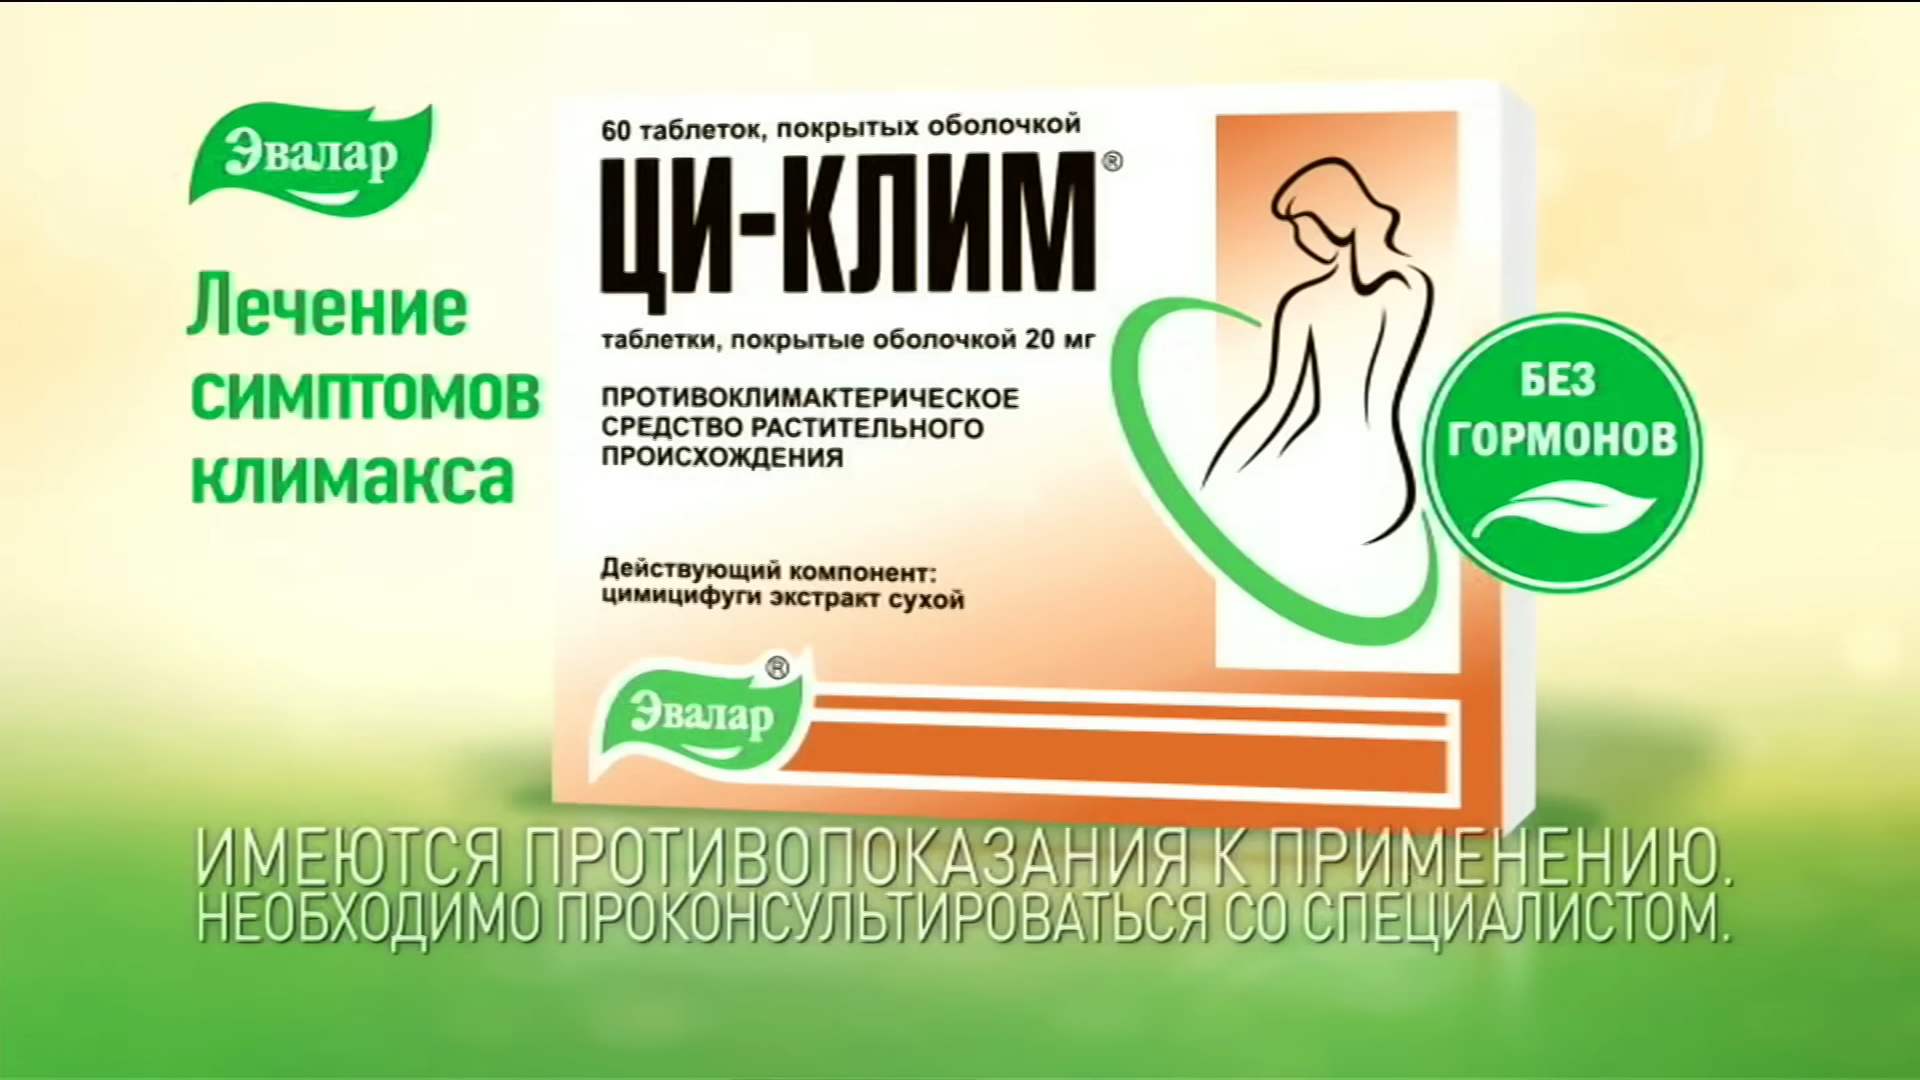 Эвалар
Лечение
симптомов
климакса
60 таблеток, покрытых оболочкой
ЦИ-КЛИМ®
таблетки, покрытые оболочкой 20 мг
ПРОТИВОКЛИМАКТЕРИЧЕСКОЕ
СРЕДСТВО РАСТИТЕЛЬНОГО
ПРОИСХОЖДЕНИЯ
Действующий компонент:
цимицифуги экстракт сухой
Эвалар®
БЕЗ
ГОРМОНОВ
ИМЕЮТСЯ ПРОТИВОПОКАЗАНИЯ К ПРИМЕНЕНИЮ.
НЕОБХОДИМО ПРОКОНСУЛЬТИРОВАТЬСЯ СО СПЕЦИАЛИСТОМ.